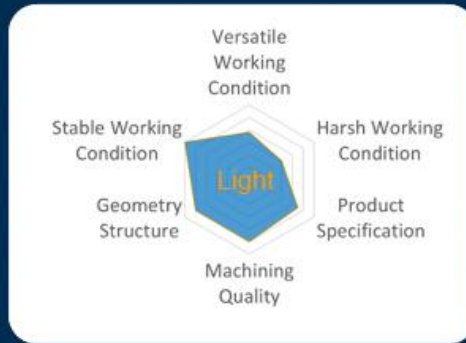 Versatile
Working
Condition
Stable Working
Condition
Harsh Working
Condition
Light
Geometry
Structure
Product
Specification
Machining
Quality